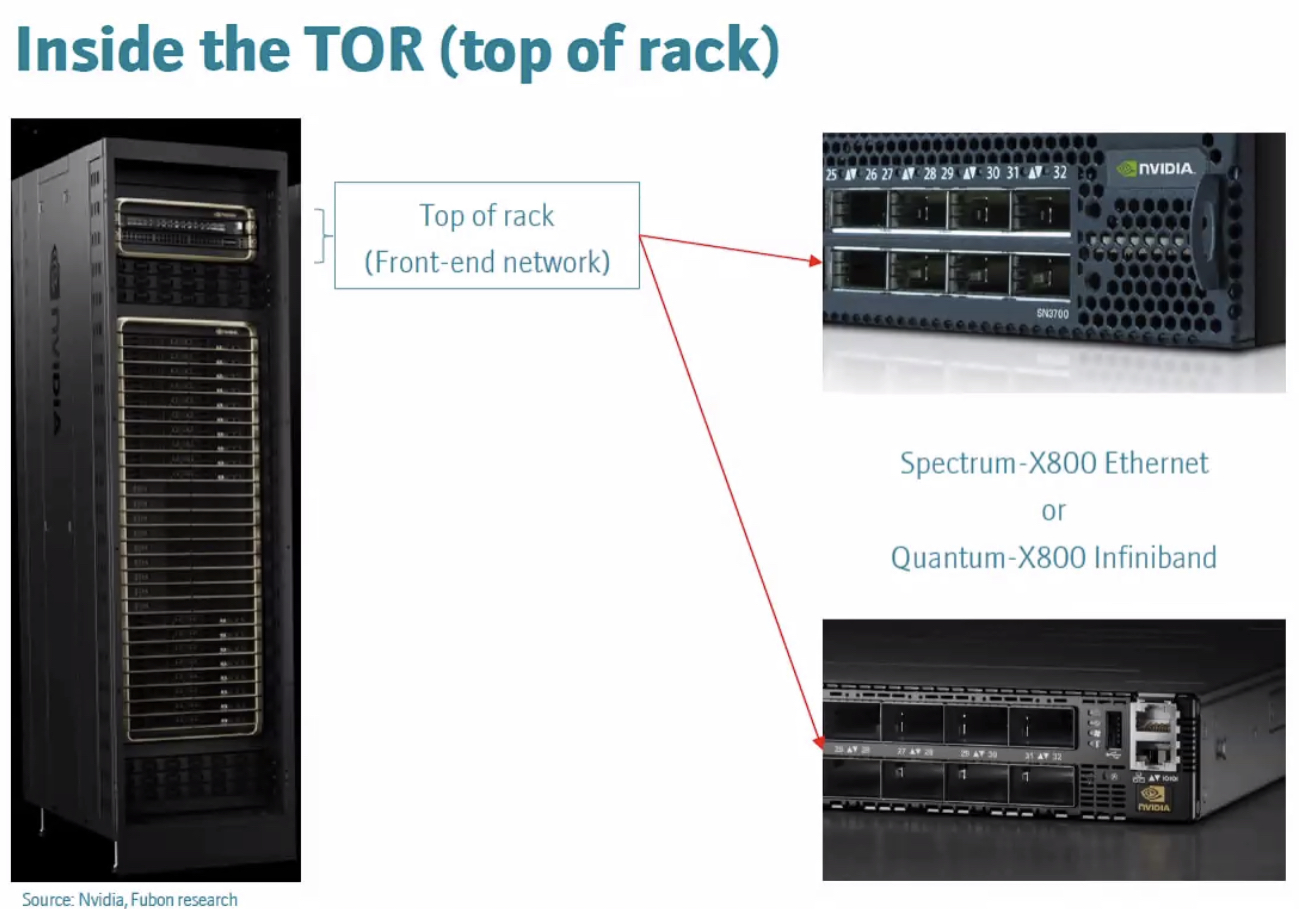 Inside the TOR (top of rack)
NVIDIA
Top of rack
(Front-end network)
NVIDIA.
25 26 27 28 29 30 31 32
SN3700
Spectrum-X800 Ethernet
or
Quantum-X800 Infiniband
27 28 29 30 31 32
NVIDIA
Source: Nvidia, Fubon research